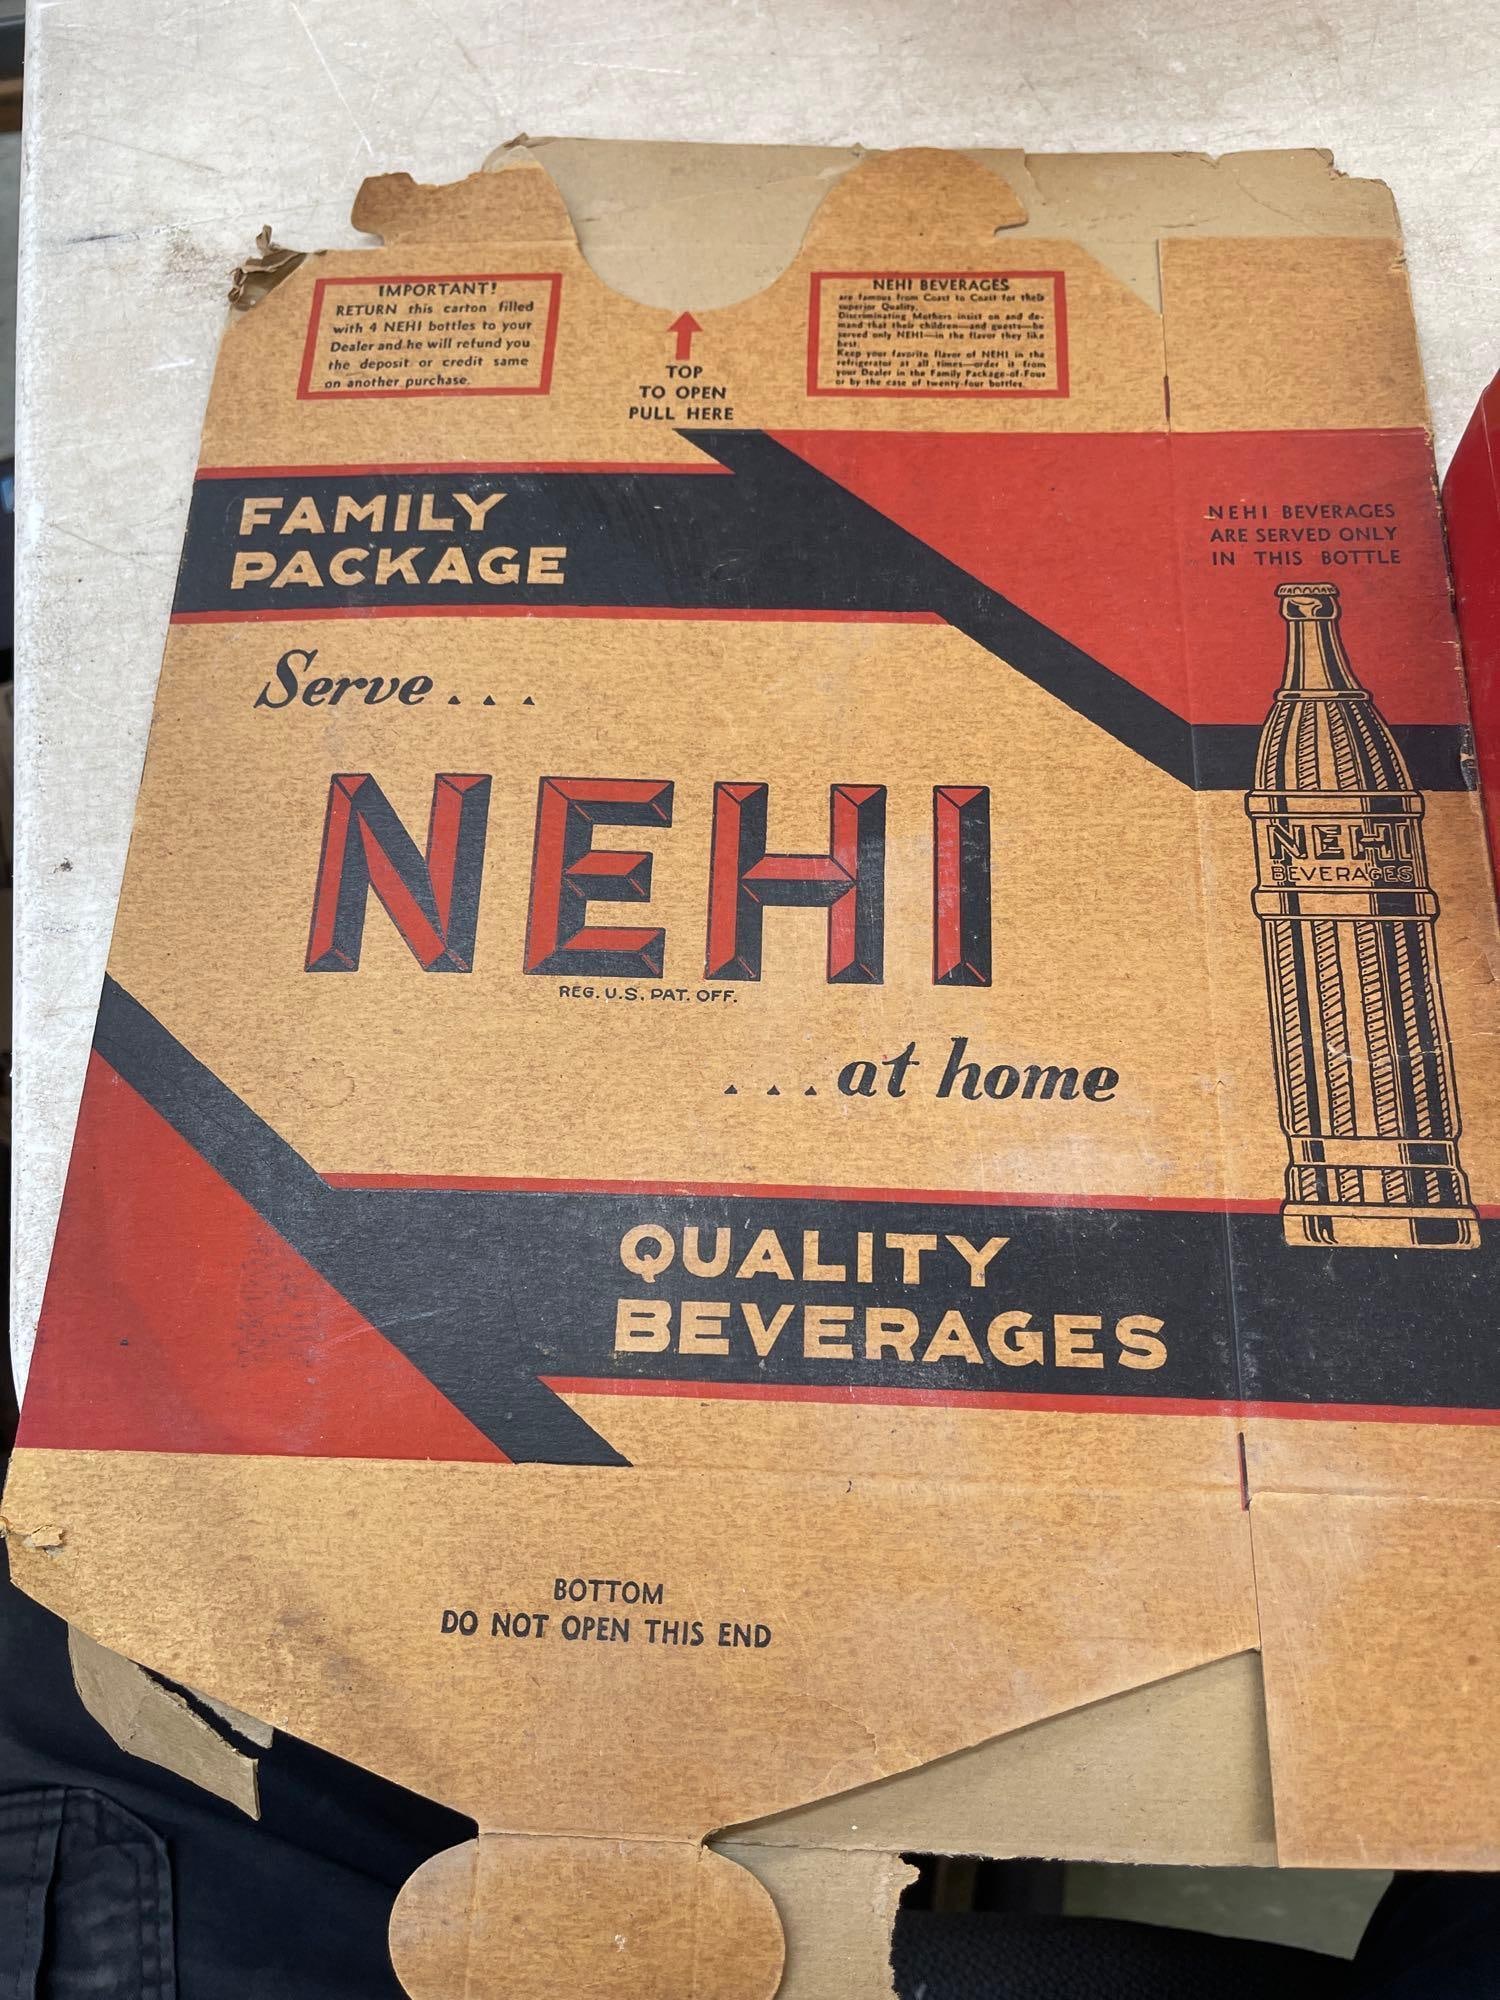 IMPORTANT!
RETURN this carton filled
with 4 NEHI bottles to your
Dealer and he will refund you
the deposit or credit same
on another purchase.
TOP
TO OPEN
PULL HERE
NEHI BEVERAGES
are famous from Coast to Coast for their
superior Quality.
Discriminating Mothers insist on and de-
mand that their children—and guests—be
served only NEHI—in the flavor they like
best.
Keep your favorite flavor of NEHI in the
refrigerator at all times—order it from
your Dealer in the Family Package-of-Four
or by the case of twenty-four bottles.
FAMILY
PACKAGE
NEHI BEVERAGES
ARE SERVED ONLY
IN THIS BOTTLE
Serve...
NEHI
REG. U.S. PAT. OFF.
...at home
NEHI
BEVERAGES
QUALITY
BEVERAGES
BOTTOM
DO NOT OPEN THIS END